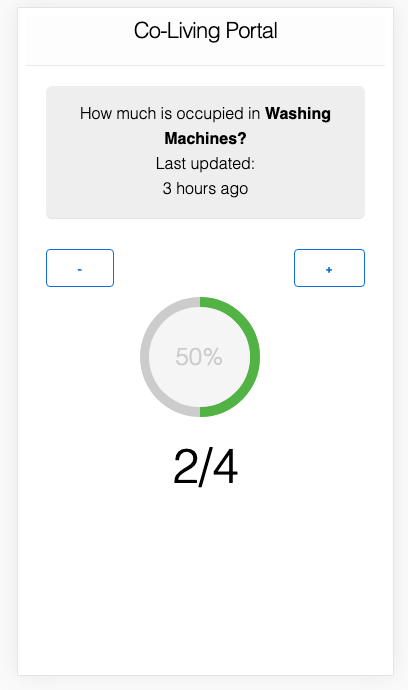 Co-Living Portal
How much is occupied in Washing
Machines?
Last updated:
3 hours ago
-
+
50%
2/4